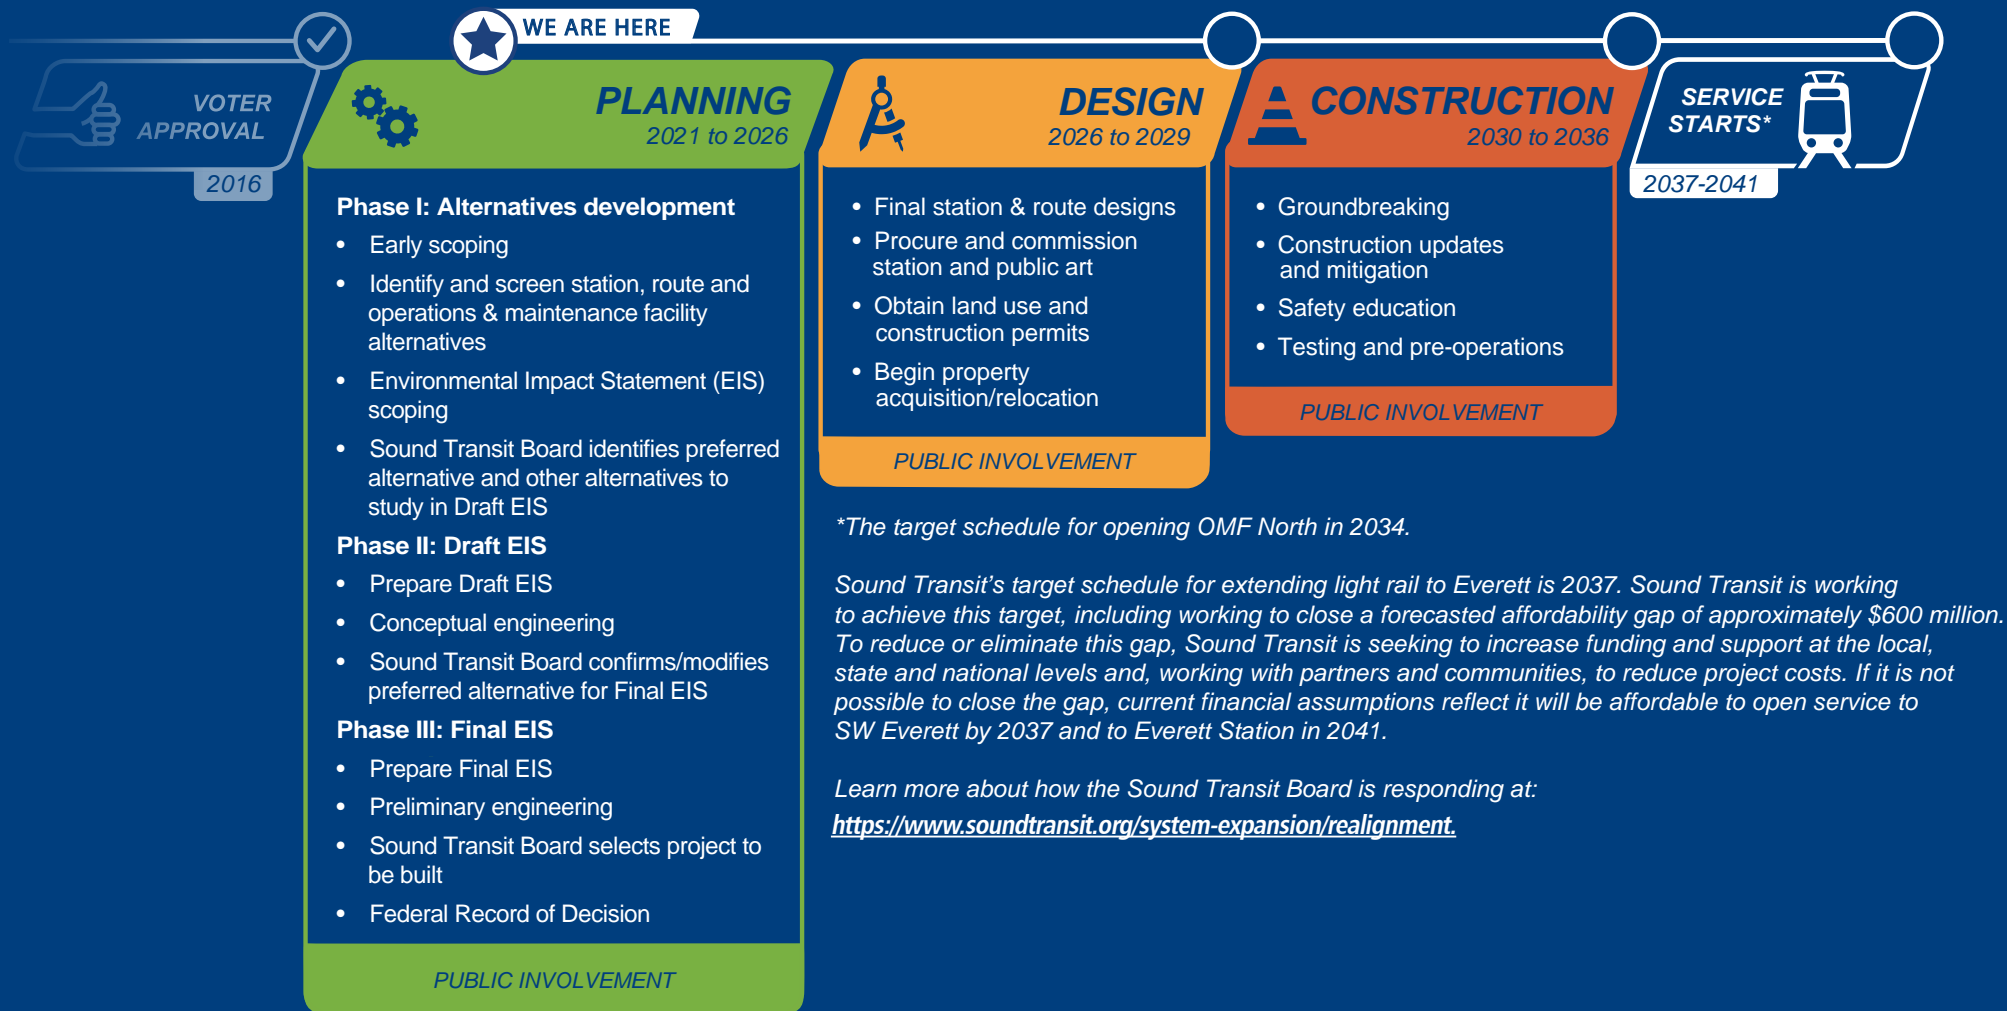 WE ARE HERE
VOTER
APPROVAL
2016
PLANNING
2021 to 2026
Phase I: Alternatives development
• Early scoping
• Identify and screen station, route and
operations & maintenance facility
alternatives
• Environmental Impact Statement (EIS)
scoping
• Sound Transit Board identifies preferred
alternative and other alternatives to
study in Draft EIS
Phase II: Draft EIS
• Prepare Draft EIS
• Conceptual engineering
• Sound Transit Board confirms/modifies
preferred alternative for Final EIS
Phase III: Final EIS
• Prepare Final EIS
• Preliminary engineering
• Sound Transit Board selects project to
be built
• Federal Record of Decision
PUBLIC INVOLVEMENT
DESIGN
2026 to 2029
• Final station & route designs
• Procure and commission
station and public art
• Obtain land use and
construction permits
• Begin property
acquisition/relocation
PUBLIC INVOLVEMENT
CONSTRUCTION
2030 to 2036
• Groundbreaking
• Construction updates
and mitigation
• Safety education
• Testing and pre-operations
PUBLIC INVOLVEMENT
SERVICE
STARTS*
2037-2041
*The target schedule for opening OMF North in 2034.
Sound Transit’s target schedule for extending light rail to Everett is 2037. Sound Transit is working
to achieve this target, including working to close a forecasted affordability gap of approximately $600 million.
To reduce or eliminate this gap, Sound Transit is seeking to increase funding and support at the local,
state and national levels and, working with partners and communities, to reduce project costs. If it is not
possible to close the gap, current financial assumptions reflect it will be affordable to open service to
SW Everett by 2037 and to Everett Station in 2041.
Learn more about how the Sound Transit Board is responding at:
https://www.soundtransit.org/system-expansion/realignment.